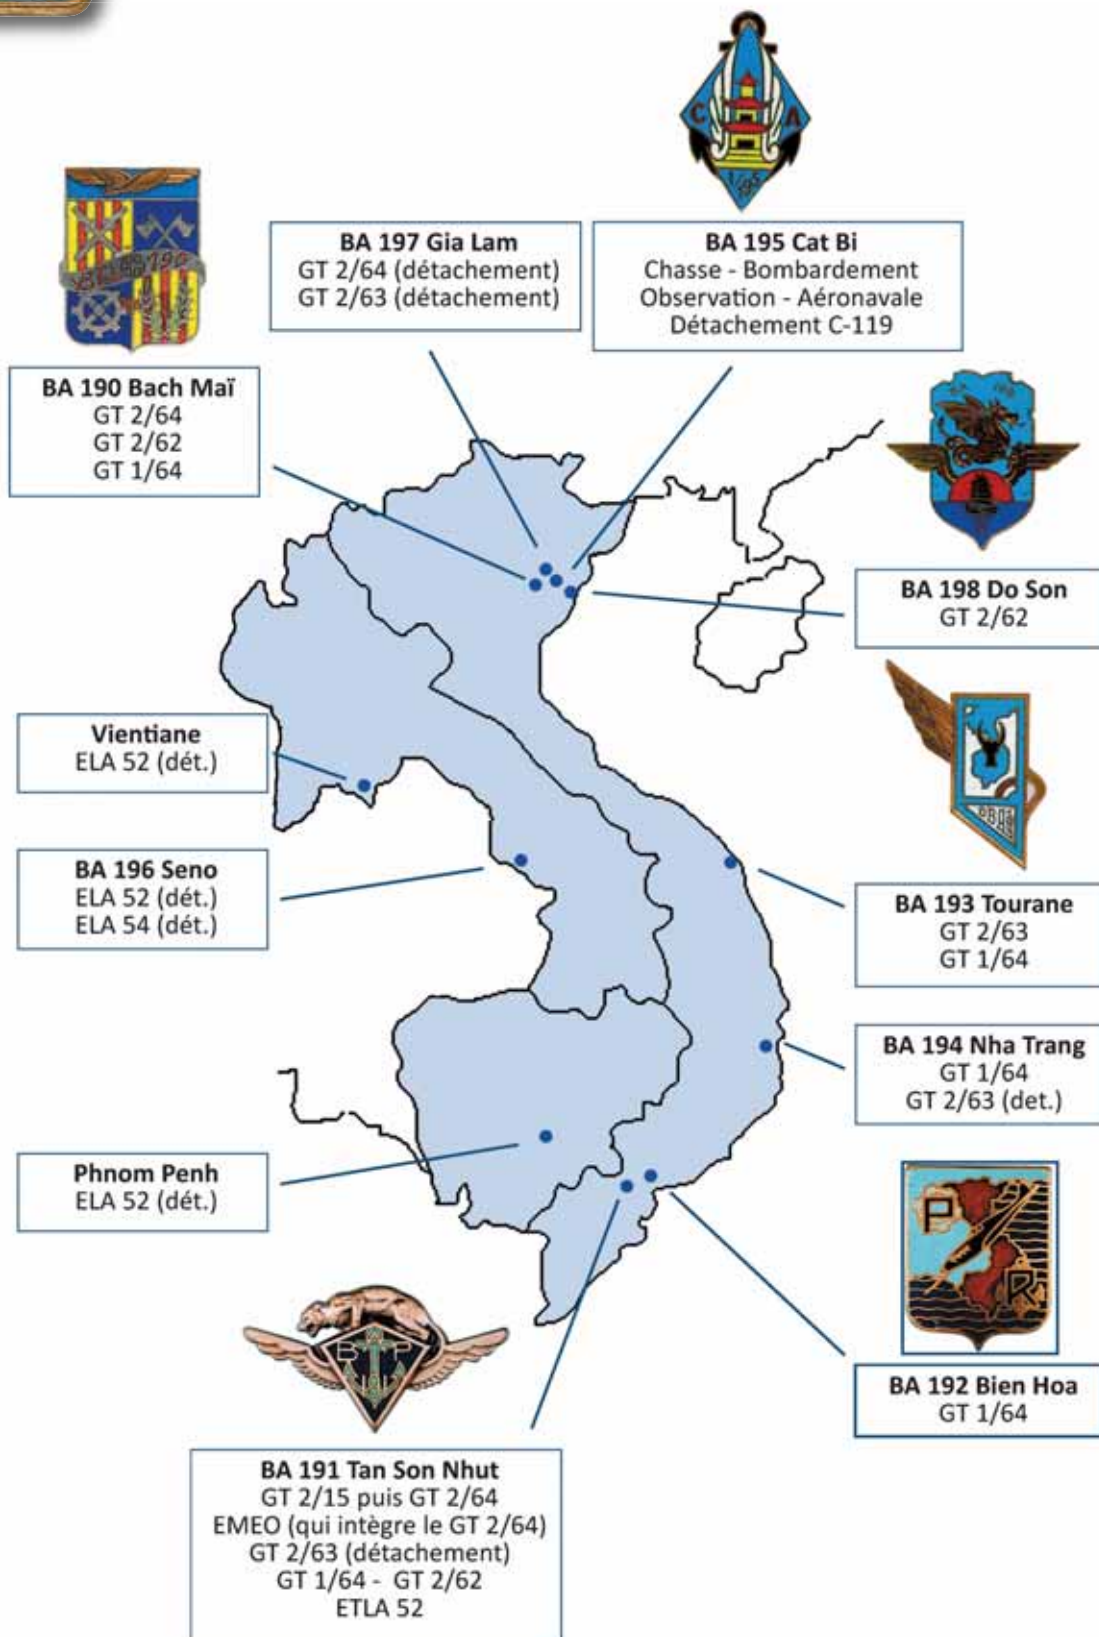 C A
1/195
BA 197 Gia Lam
GT 2/64 (détachement)
GT 2/63 (détachement)
BA 195 Cat Bi
Chasse - Bombardement
Observation - Aéronavale
Détachement C-119
BA 190 Bach Maï
GT 2/64
GT 2/62
GT 1/64
BA 198 Do Son
GT 2/62
Vientiane
ELA 52 (dét.)
BA 196 Seno
ELA 52 (dét.)
ELA 54 (dét.)
BA 193 Tourane
GT 2/63
GT 1/64
BA 194 Nha Trang
GT 1/64
GT 2/63 (det.)
Phnom Penh
ELA 52 (dét.)
P
R
BA 192 Bien Hoa
GT 1/64
B P
BA 191 Tan Son Nhut
GT 2/15 puis GT 2/64
EMEO (qui intègre le GT 2/64)
GT 2/63 (détachement)
GT 1/64 - GT 2/62
ETLA 52